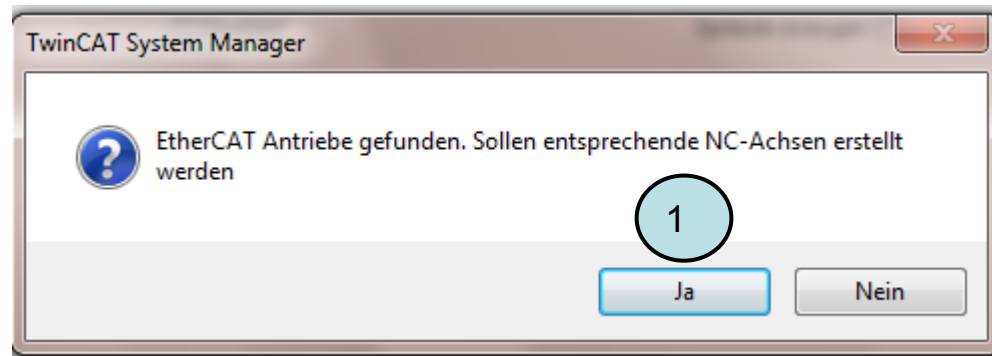 TwinCAT System Manager
EtherCAT Antriebe gefunden. Sollen entsprechende NC-Achsen erstellt
werden
1
Ja
Nein